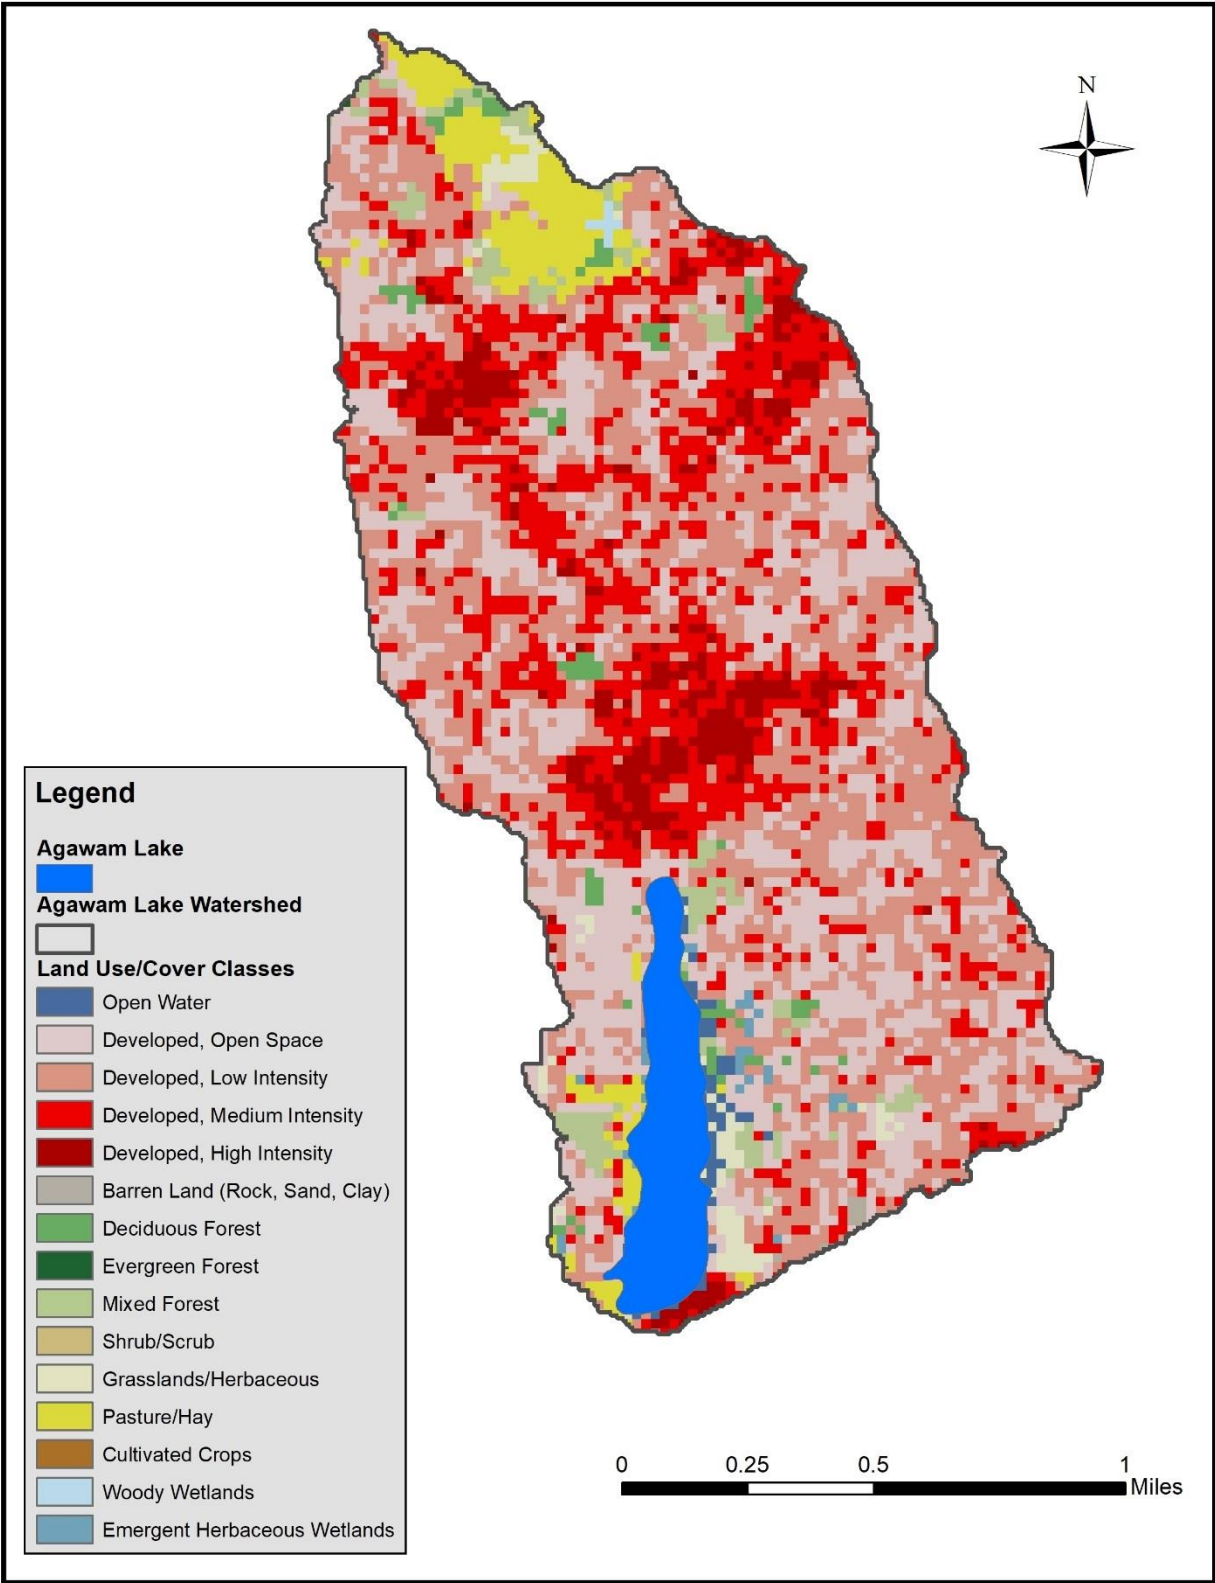 N
Legend
Agawam Lake
Agawam Lake Watershed
Land Use/Cover Classes
Open Water
Developed, Open Space
Developed, Low Intensity
Developed, Medium Intensity
Developed, High Intensity
Barren Land (Rock, Sand, Clay)
Deciduous Forest
Evergreen Forest
Mixed Forest
Shrub/Scrub
Grasslands/Herbaceous
Pasture/Hay
Cultivated Crops
Woody Wetlands
Emergent Herbaceous Wetlands
0 0.25 0.5 1
Miles